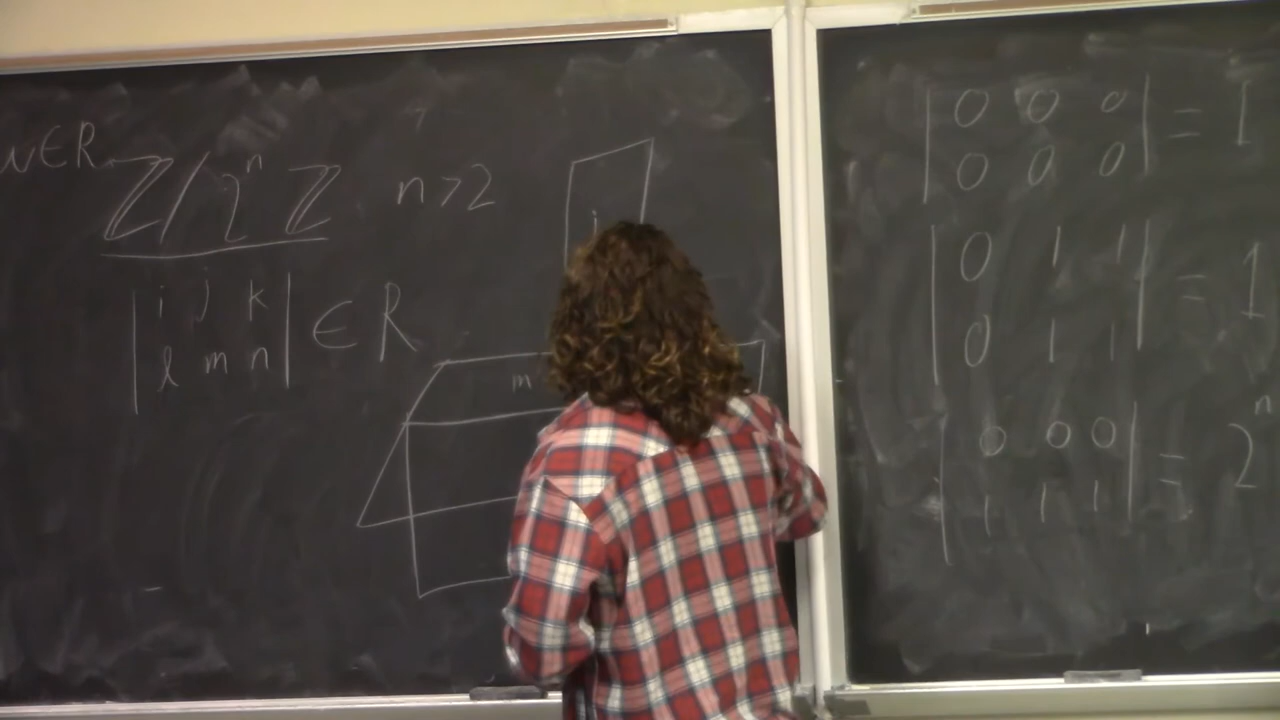 ∈R
ℤ/2ⁿℤ n>2
| i j k |
| l m n | ∈ R
m
| 0 0 0 |
| 0 0 0 | = 1
| 0 1 1 |
| 0 1 1 | = 1
| 0 0 0 |
| 1 1 1 | = 2ⁿ